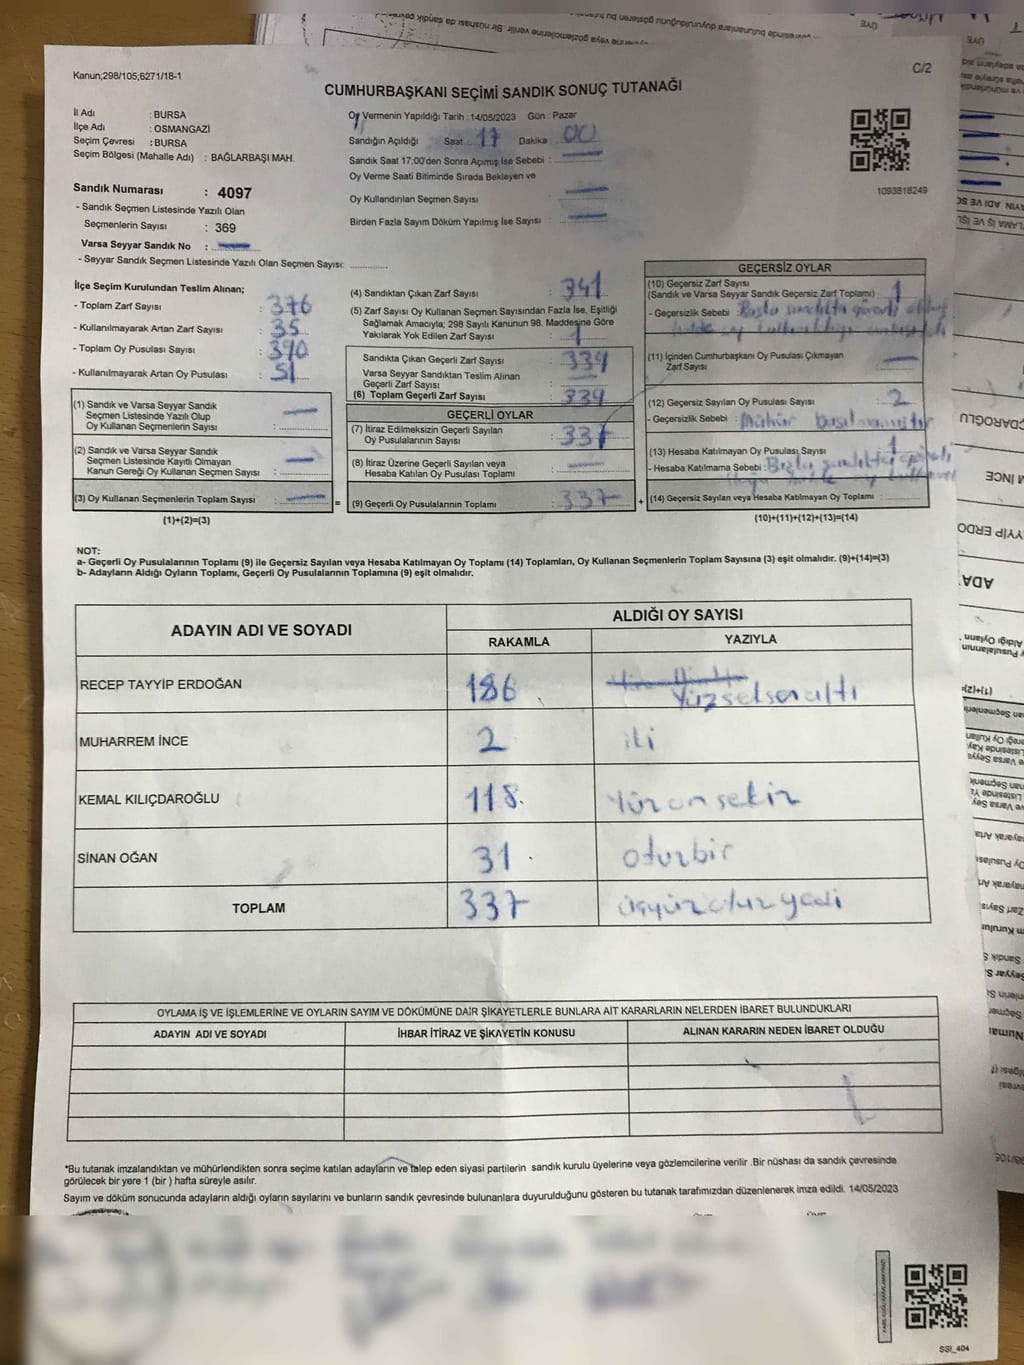 Kanun;298/105;6271/18-1
C/2
CUMHURBAŞKANI SEÇİMİ SANDIK SONUÇ TUTANAĞI
İl Adı : BURSA
İlçe Adı : OSMANGAZİ
Seçim Çevresi : BURSA
Seçim Bölgesi (Mahalle Adı) : BAĞLARBAŞI MAH.
Sandık Numarası : 4097
- Sandık Seçmen Listesinde Yazılı Olan
Seçmenlerin Sayısı : 369
Varsa Seyyar Sandık No :
- Seyyar Sandık Seçmen Listesinde Yazılı Olan Seçmen Sayısı:
Oy Vermenin Yapıldığı Tarih : 14/05/2023 Gün : Pazar
Sandığın Açıldığı Saat 17 Dakika 00
Sandık Saat 17:00'den Sonra Açımış İse Sebebi :
Oy Verme Saati Bitiminde Sırada Bekleyen ve
Oy Kullandırılan Seçmen Sayısı :
Birden Fazla Sayım Döküm Yapılmış İse Sayısı :
1093818249
İlçe Seçim Kurulundan Teslim Alınan;
- Toplam Zarf Sayısı : 376
- Kullanılmayarak Artan Zarf Sayısı : 35
- Toplam Oy Pusulası Sayısı : 390
- Kullanılmayarak Artan Oy Pusulası : 51
(1) Sandık ve Varsa Seyyar Sandık
Seçmen Listesinde Yazılı Olup
Oy Kullanan Seçmenlerin Sayısı :
(2) Sandık ve Varsa Seyyar Sandık
Seçmen Listesinde Kayıtlı Olmayan
Kanun Gereği Oy Kullanan Seçmen Sayısı :
(3) Oy Kullanan Seçmenlerin Toplam Sayısı : =
(1)+(2)=(3)
(4) Sandıktan Çıkan Zarf Sayısı : 341
(5) Zarf Sayısı Oy Kullanan Seçmen Sayısından Fazla İse, Eşitliği
Sağlamak Amacıyla; 298 Sayılı Kanunun 98. Maddesine Göre
Yakılarak Yok Edilen Zarf Sayısı : 1
Sandıkta Çıkan Geçerli Zarf Sayısı : 339
Varsa Seyyar Sandıktan Teslim Alınan
Geçerli Zarf Sayısı :
(6) Toplam Geçerli Zarf Sayısı : 339
GEÇERLİ OYLAR
(7) İtiraz Edilmeksizin Geçerli Sayılan
Oy Pusulalarının Sayısı : 337
(8) İtiraz Üzerine Geçerli Sayılan veya
Hesaba Katılan Oy Pusulası Toplamı :
(9) Geçerli Oy Pusulalarının Toplamı : 337 +
GEÇERSİZ OYLAR
(10) Geçersiz Zarf Sayısı
(Sandık ve Varsa Seyyar Sandık Geçersiz Zarf Toplamı) : 1
- Geçersizlik Sebebi : Başka sandıkta görevli
(11) İçinden Cumhurbaşkanı Oy Pusulası Çıkmayan
Zarf Sayısı :
(12) Geçersiz Sayılan Oy Pusulası Sayısı : 2
- Geçersizlik Sebebi : Mühür basılmamıştır
(13) Hesaba Katılmayan Oy Pusulası Sayısı : 1
- Hesaba Katılmama Sebebi : Başka sandıkta
(14) Geçersiz Sayılan veya Hesaba Katılmayan Oy Toplamı :
(10)+(11)+(12)+(13)=(14)
NOT:
a- Geçerli Oy Pusulalarının Toplamı (9) ile Geçersiz Sayılan veya Hesaba Katılmayan Oy Toplamı (14) Toplamları, Oy Kullanan Seçmenlerin Toplam Sayısına (3) eşit olmalıdır. (9)+(14)=(3)
b- Adayların Aldığı Oyların Toplamı, Geçerli Oy Pusulalarının Toplamına (9) eşit olmalıdır.
ADAYIN ADI VE SOYADI
ALDIĞI OY SAYISI
RAKAMLA YAZIYLA
RECEP TAYYİP ERDOĞAN 186 Yüzseksenaltı
MUHARREM İNCE 2 iki
KEMAL KILIÇDAROĞLU 118 Yüzonsekiz
SİNAN OĞAN 31 otuzbir
TOPLAM 337 üçyüzotuzyedi
OYLAMA İŞ VE İŞLEMLERİNE VE OYLARIN SAYIM VE DÖKÜMÜNE DAİR ŞİKAYETLERLE BUNLARA AİT KARARLARIN NELERDEN İBARET BULUNDUKLARI
ADAYIN ADI VE SOYADI İHBAR İTİRAZ VE ŞİKAYETİN KONUSU ALINAN KARARIN NEDEN İBARET OLDUĞU
*Bu tutanak imzalandıktan ve mühürlendikten sonra seçime katılan adayların ve talep eden siyasi partilerin sandık kurulu üyelerine veya gözlemcilerine verilir .Bir nüshası da sandık çevresinde
görülecek bir yere 1 (bir ) hafta süreyle asılır.
Sayım ve döküm sonucunda adayların aldığı oyların sayılarını ve bunların sandık çevresinde bulunanlara duyurulduğunu gösteren bu tutanak tarafımızdan düzenlenerek imza edildi. 14/05/2023
SSİ_404